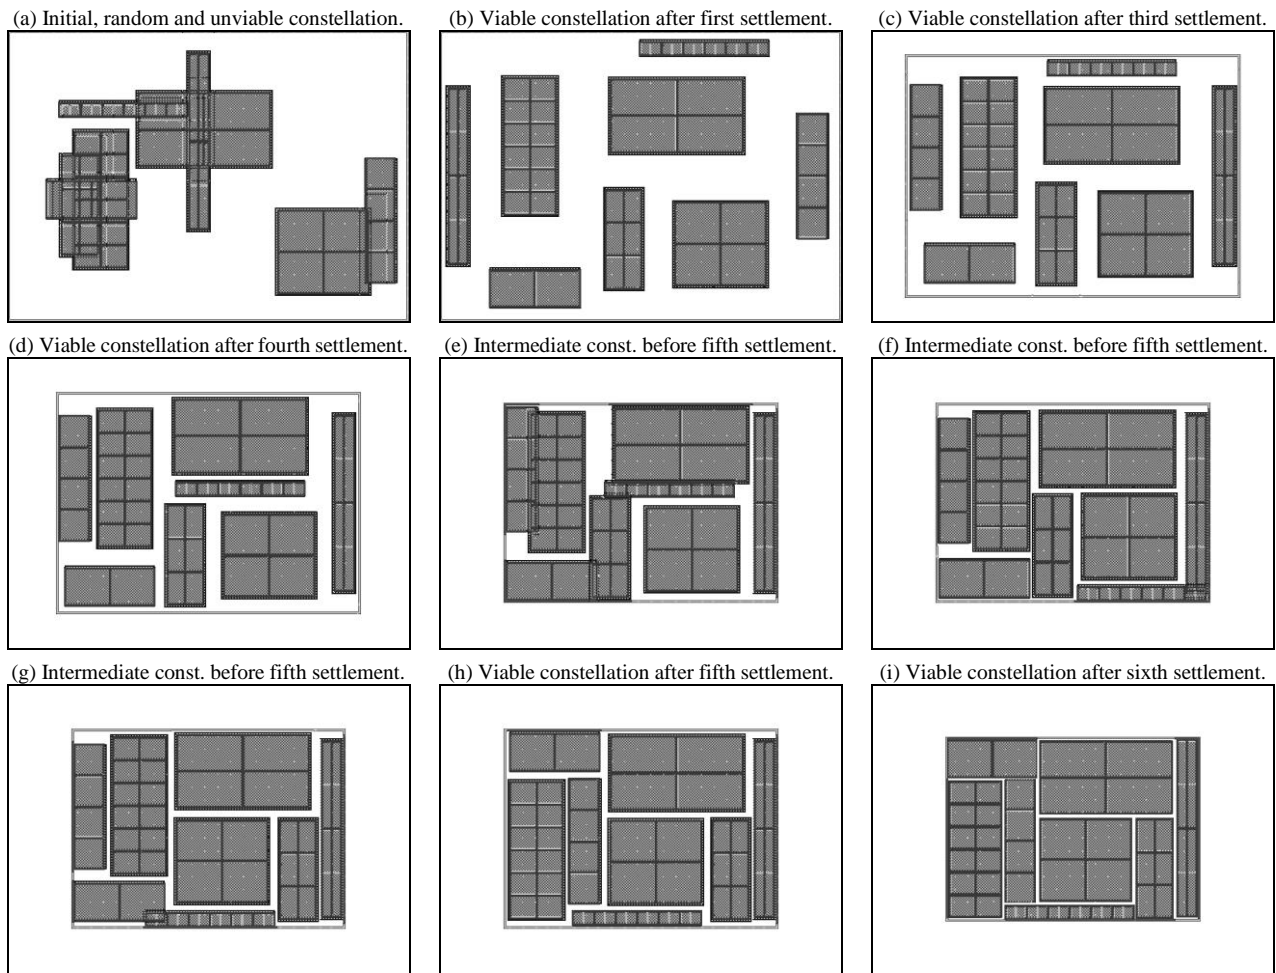 (a) Initial, random and unviable constellation.
(b) Viable constellation after first settlement.
(c) Viable constellation after third settlement.
(d) Viable constellation after fourth settlement.
(e) Intermediate const. before fifth settlement.
(f) Intermediate const. before fifth settlement.
(g) Intermediate const. before fifth settlement.
(h) Viable constellation after fifth settlement.
(i) Viable constellation after sixth settlement.